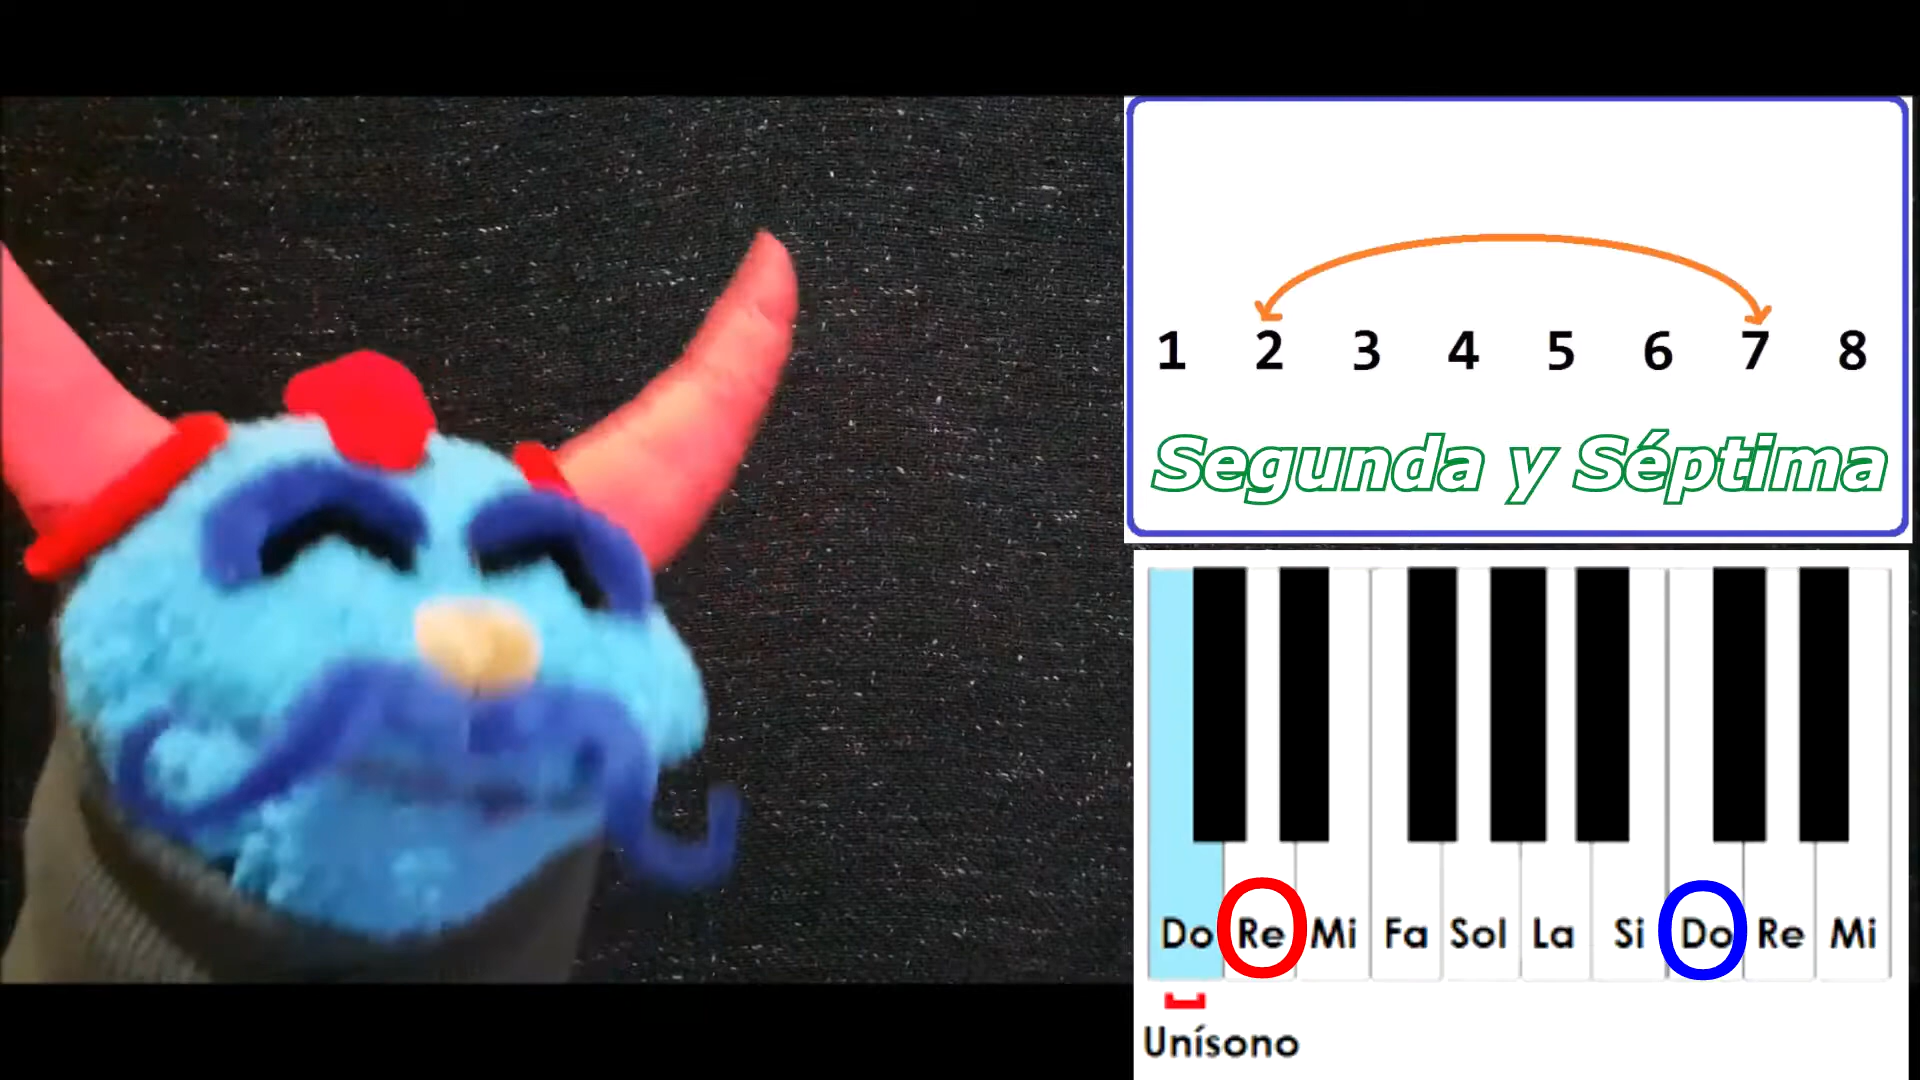 1 2 3 4 5 6 7 8
Segunda y Séptima
Do Re Mi Fa Sol La Si Do Re Mi
Unísono